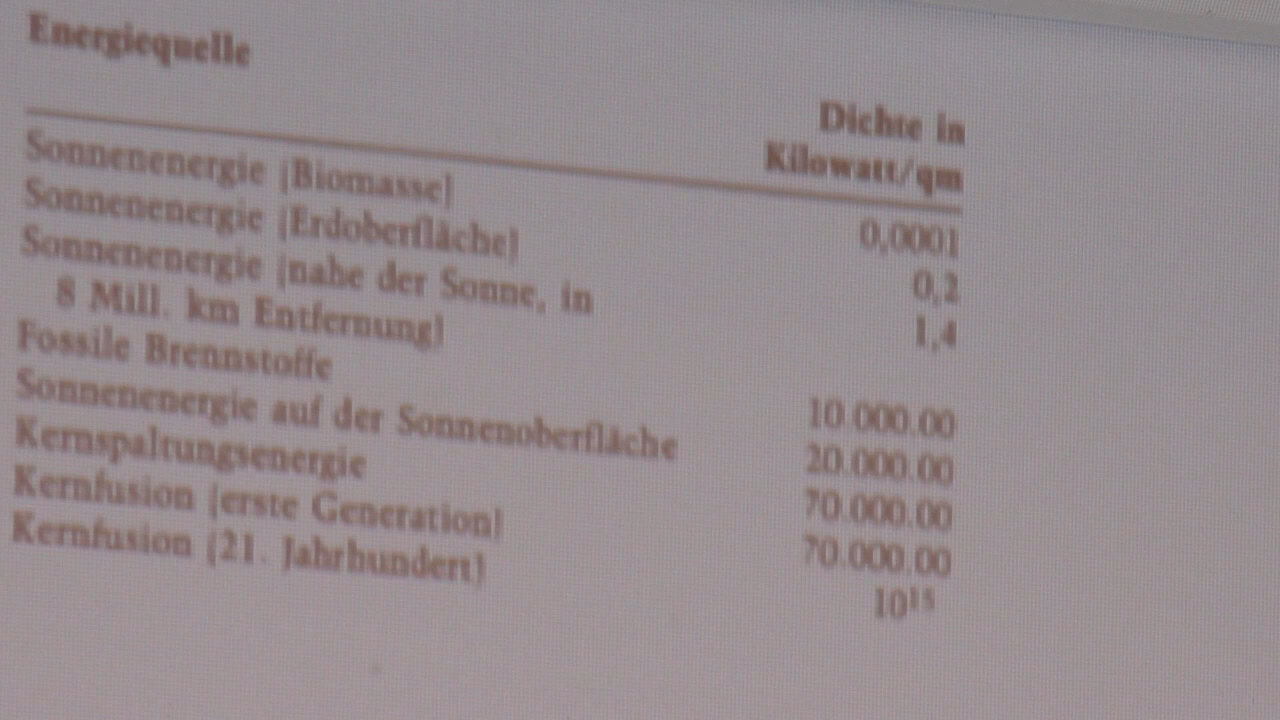 Energiequelle Dichte in
Kilowatt/qm
Sonnenenergie (Biomasse) 0,0001
Sonnenenergie (Erdoberfläche) 0,2
Sonnenenergie (nahe der Sonne, in 1,4
8 Mill. km Entfernung)
Fossile Brennstoffe 10.000.00
Sonnenenergie auf der Sonnenoberfläche 20.000.00
Kernspaltungsenergie 70.000.00
Kernfusion (erste Generation) 70.000.00
Kernfusion (21. Jahrhundert) 10¹⁵